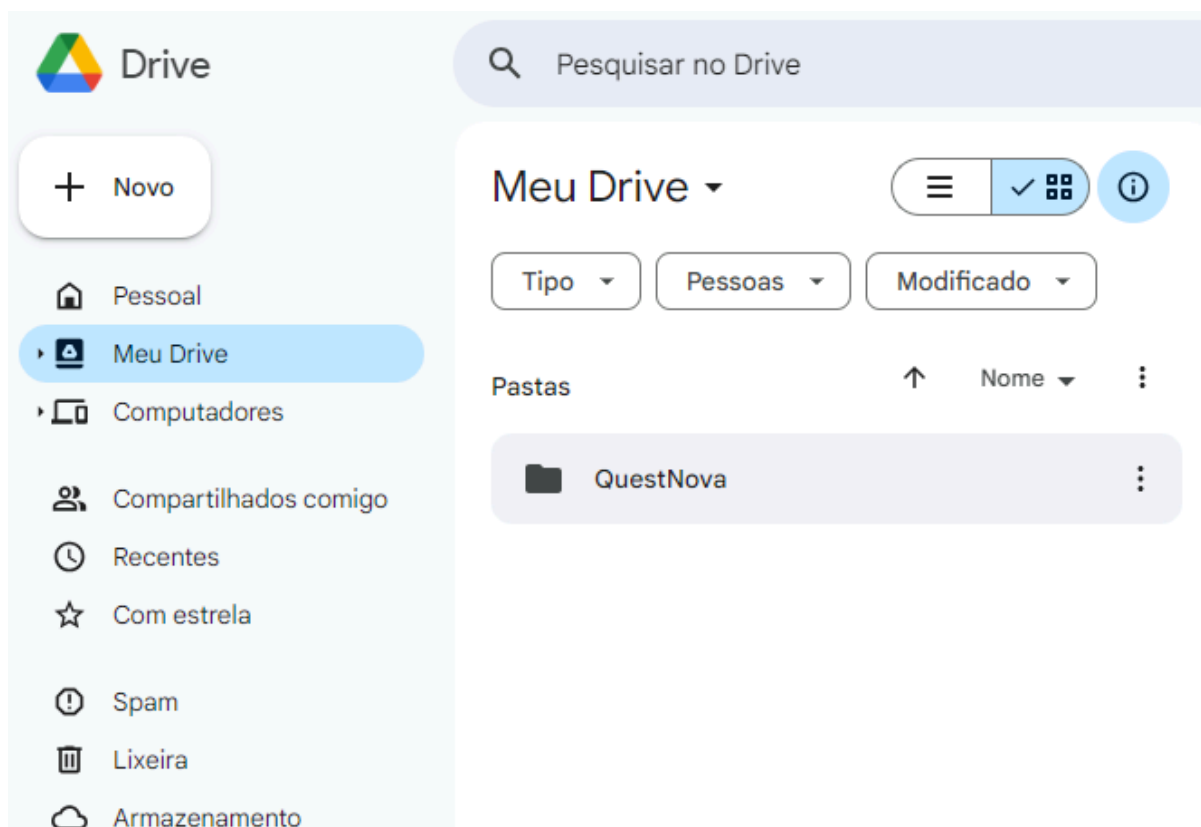 Drive
Pesquisar no Drive
Novo
Meu Drive
Tipo
Pessoas
Modificado
Pessoal
Meu Drive
Computadores
Pastas
Nome
QuestNova
Compartilhados comigo
Recentes
Com estrela
Spam
Lixeira
Armazenamento